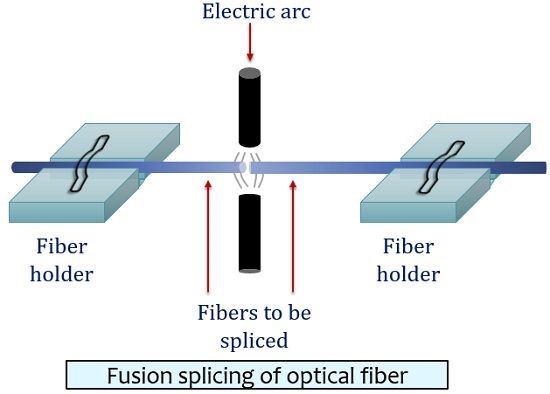 Electric arc
Fiber
holder
Fiber
holder
Fibers to be
spliced
Fusion splicing of optical fiber